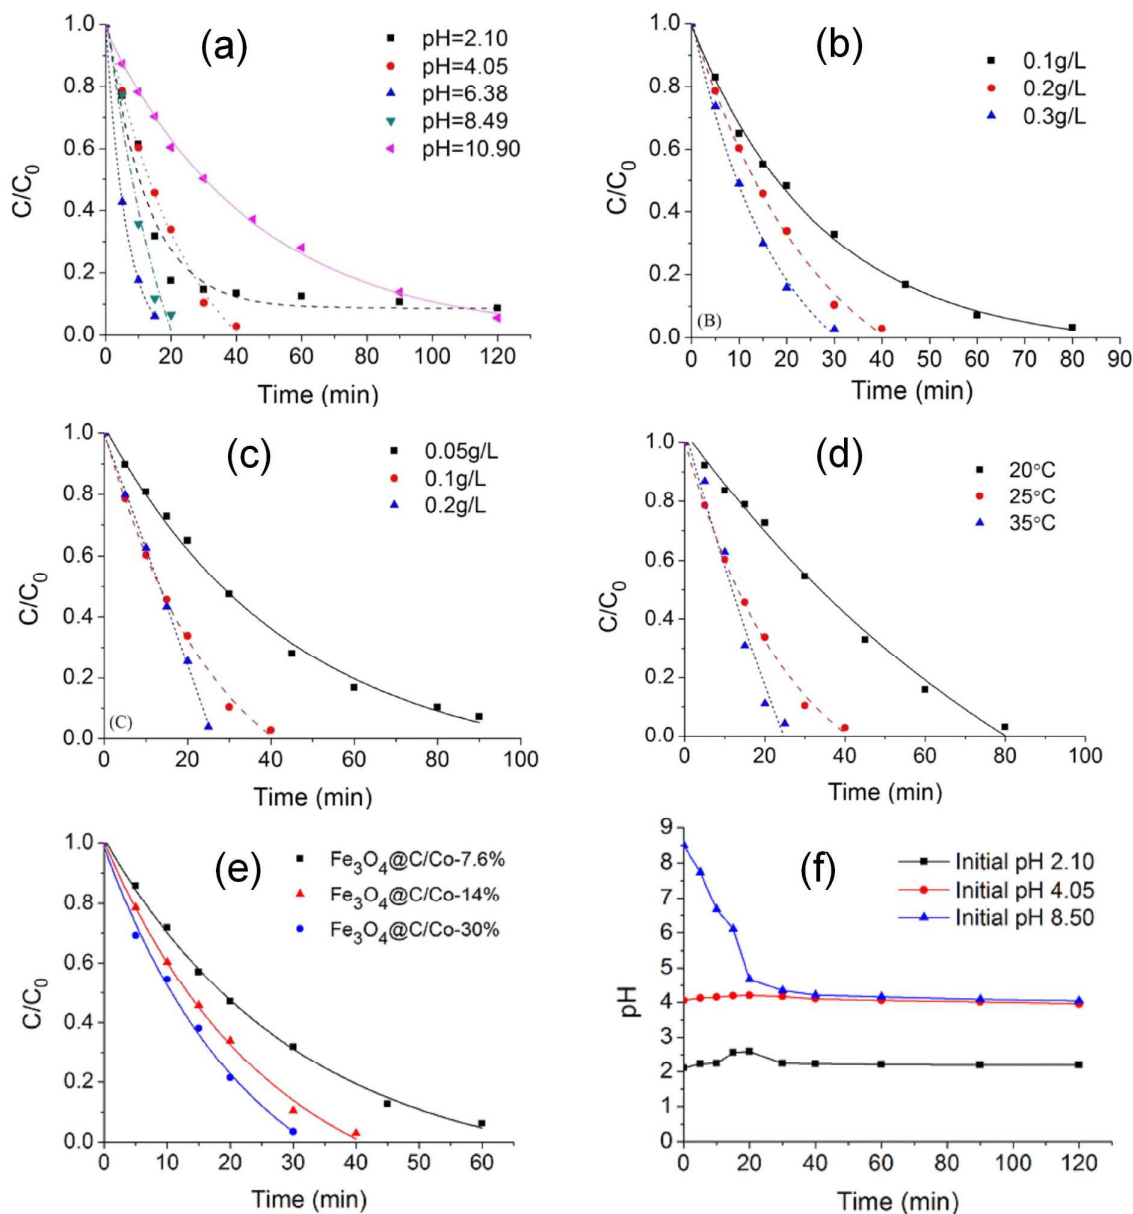 (a)
pH=2.10
pH=4.05
pH=6.38
pH=8.49
pH=10.90
1.0
0.8
0.6
0.4
0.2
0.0
C/C0
0 20 40 60 80 100 120
Time (min)
(b)
0.1g/L
0.2g/L
0.3g/L
1.0
0.8
0.6
0.4
0.2
0.0
C/C0
(B)
0 10 20 30 40 50 60 70 80 90
Time (min)
(c)
0.05g/L
0.1g/L
0.2g/L
1.0
0.8
0.6
0.4
0.2
0.0
C/C0
(C)
0 20 40 60 80 100
Time (min)
(d)
20°C
25°C
35°C
1.0
0.8
0.6
0.4
0.2
0.0
C/C0
0 20 40 60 80 100
Time (min)
(e)
Fe3O4@C/Co-7.6%
Fe3O4@C/Co-14%
Fe3O4@C/Co-30%
1.0
0.8
0.6
0.4
0.2
0.0
C/C0
0 10 20 30 40 50 60
Time (min)
(f)
Initial pH 2.10
Initial pH 4.05
Initial pH 8.50
9
8
7
6
5
4
3
2
1
0
pH
0 20 40 60 80 100 120
Time (min)